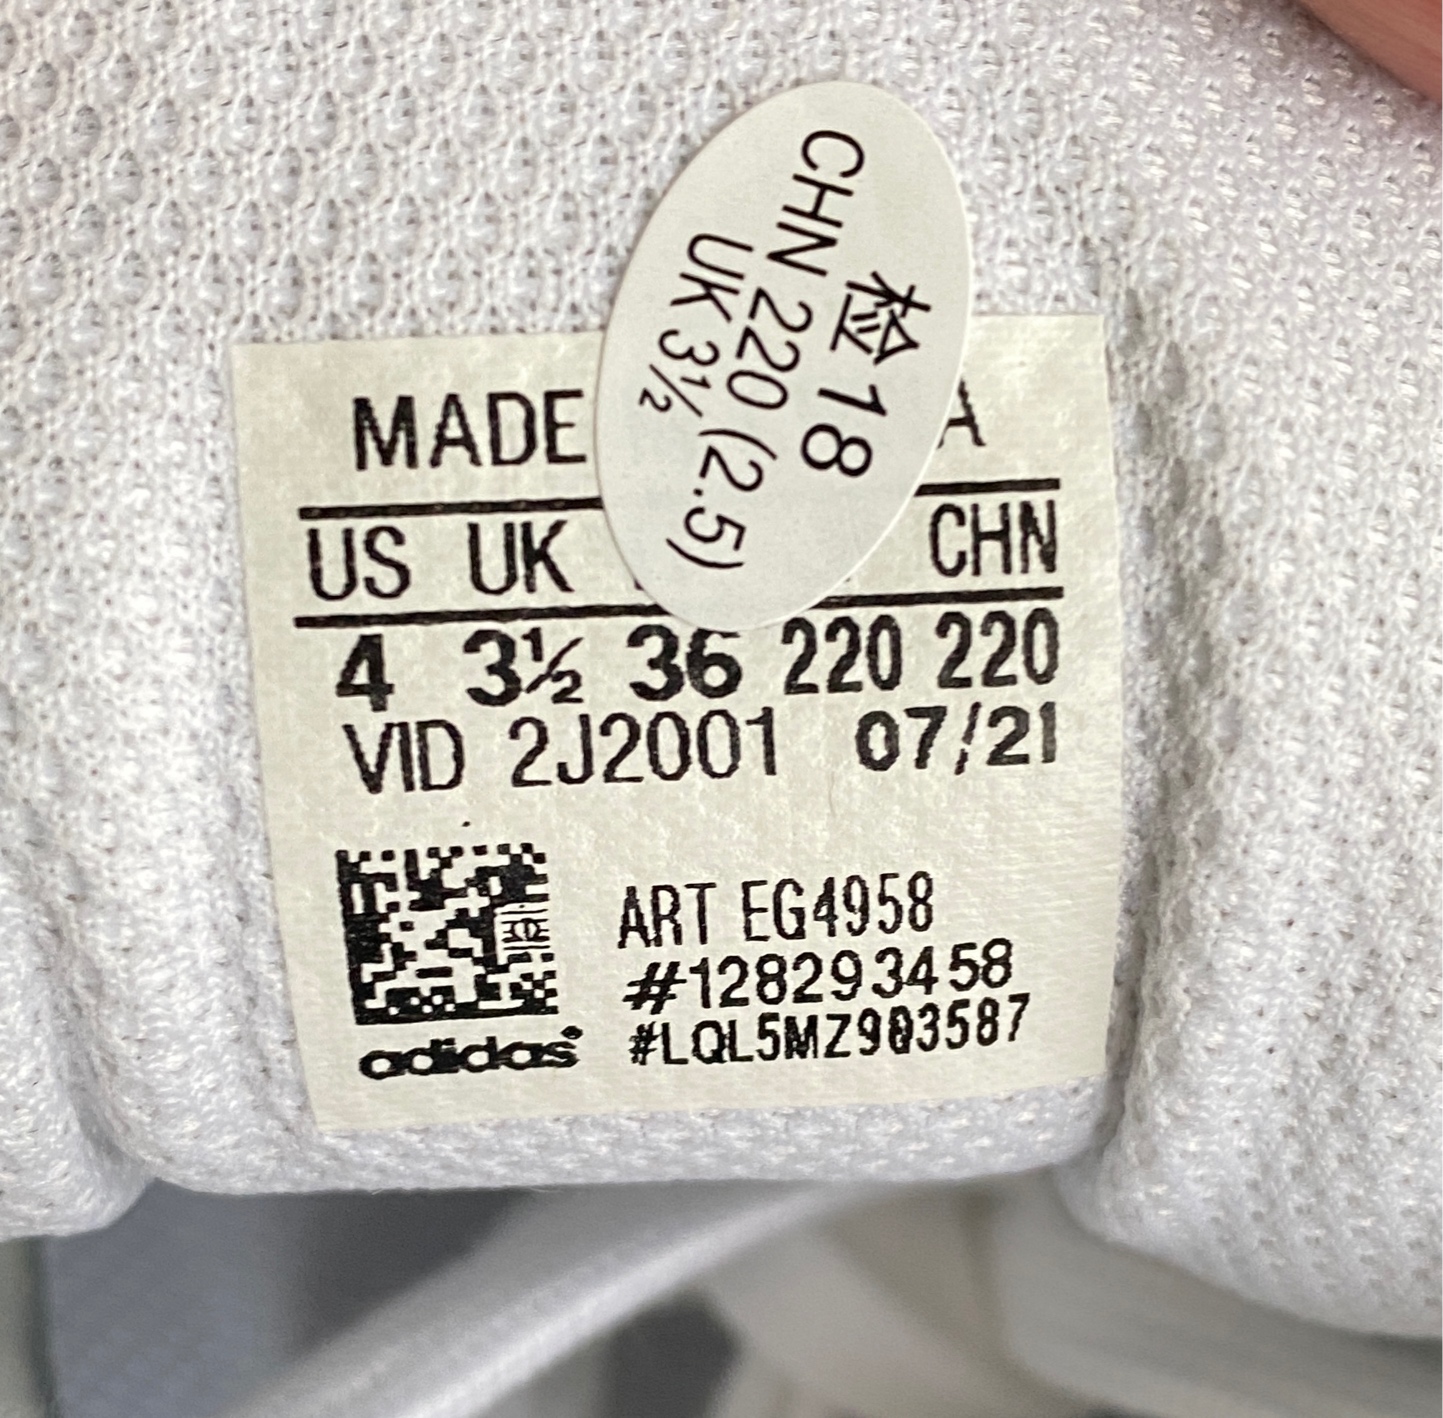 检 18
CHN 220 (2.5)
UK 3½
MADE
US UK CHN
4 3½ 36 220 220
VID 2J2001 07/21
ART EG4958
#128293458
#LQL5MZ903587
adidas